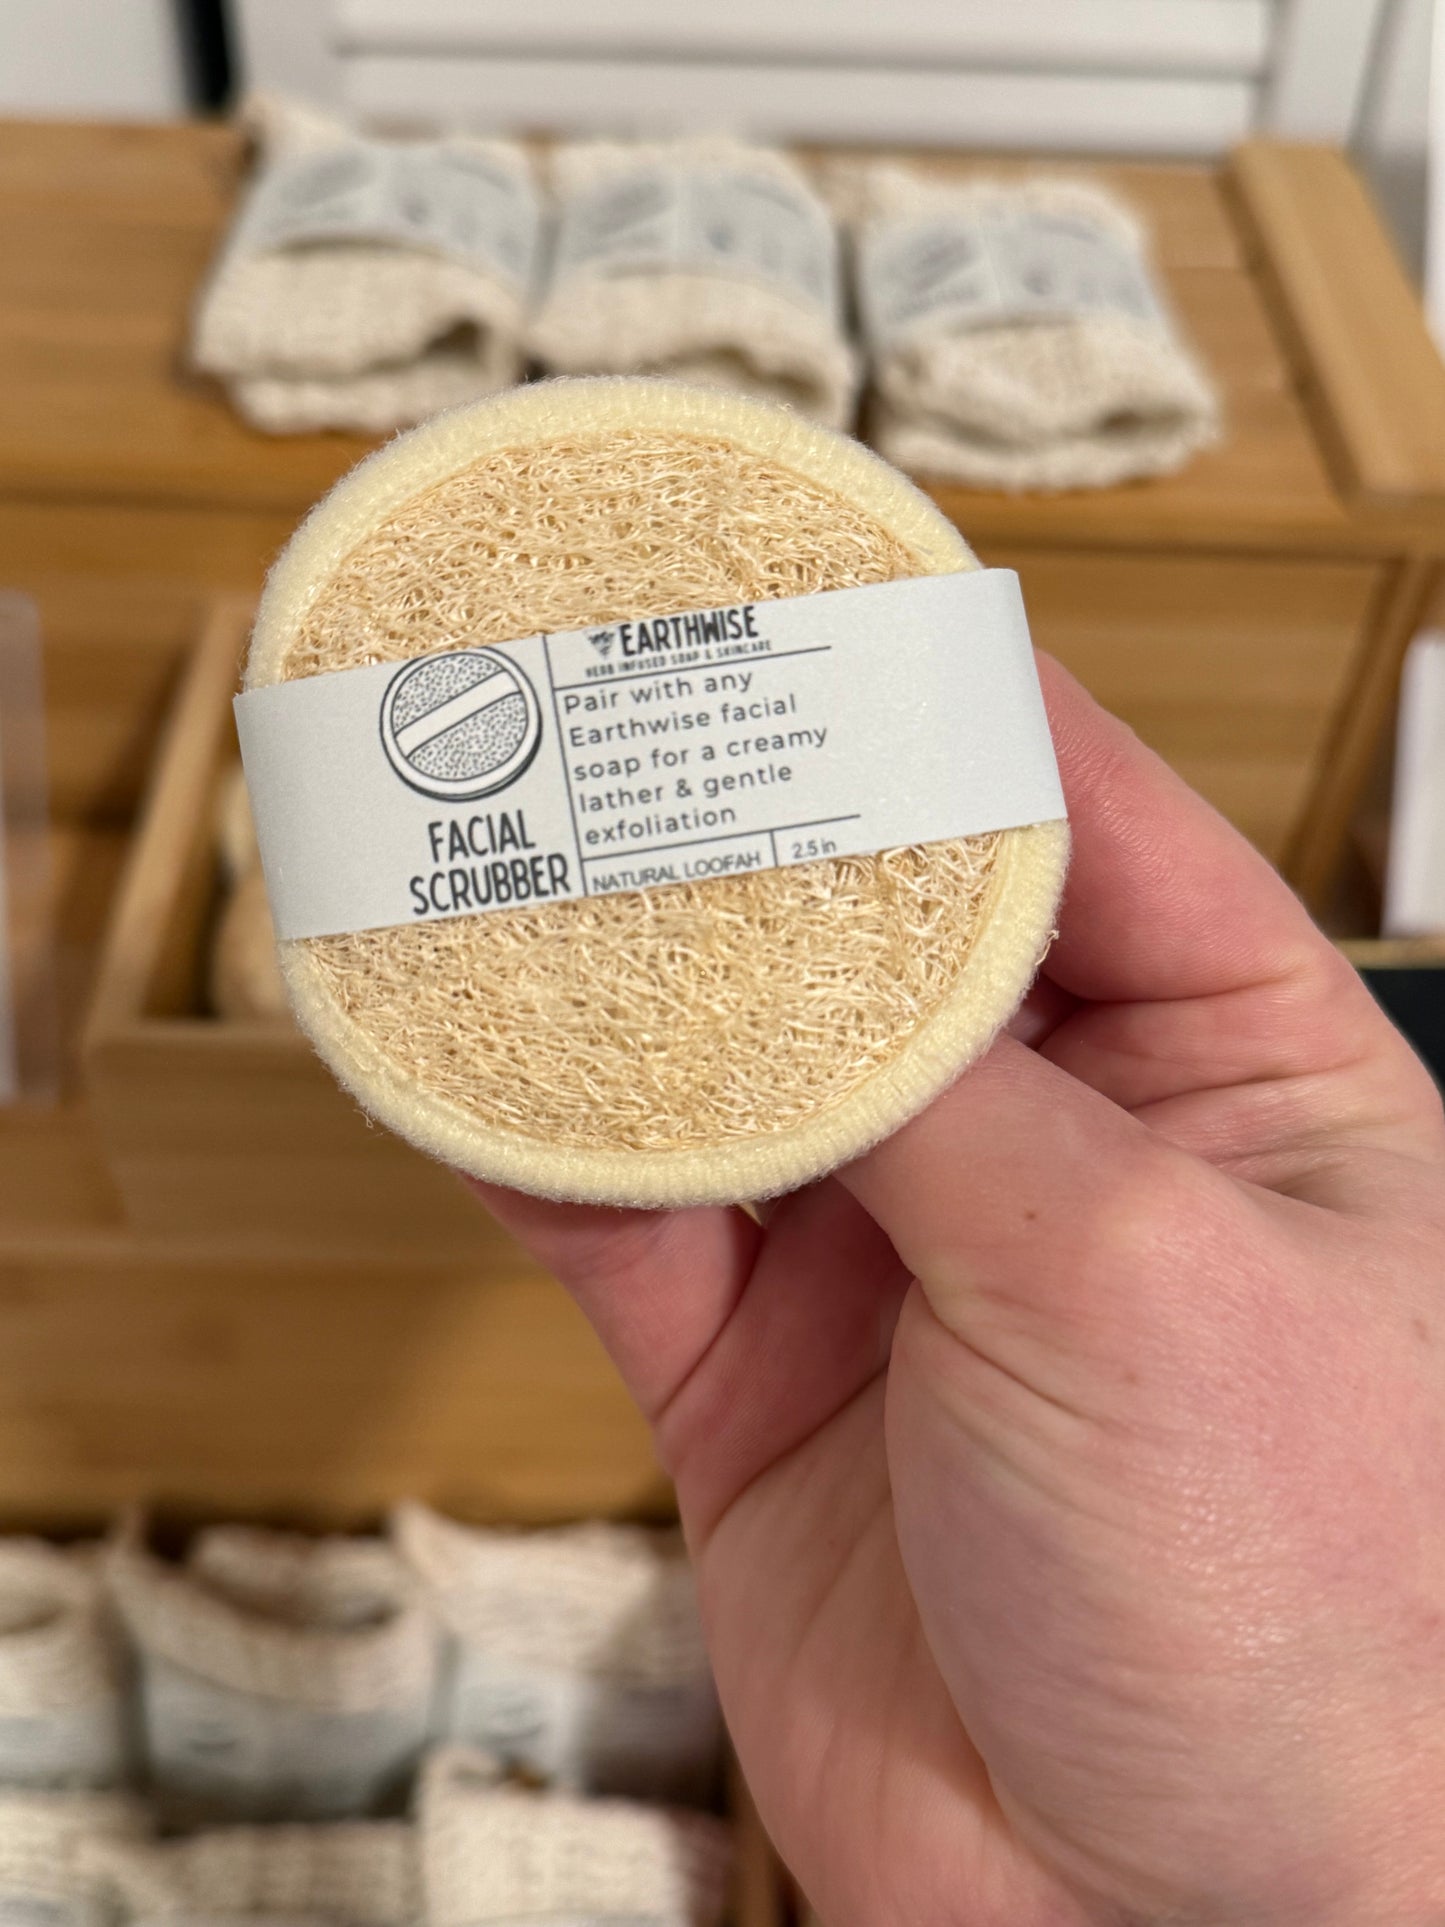 EARTHWISE
HERB INFUSED SOAP & SKINCARE
Pair with any
Earthwise facial
soap for a creamy
lather & gentle
exfoliation
FACIAL
SCRUBBER
NATURAL LOOFAH
2.5 in